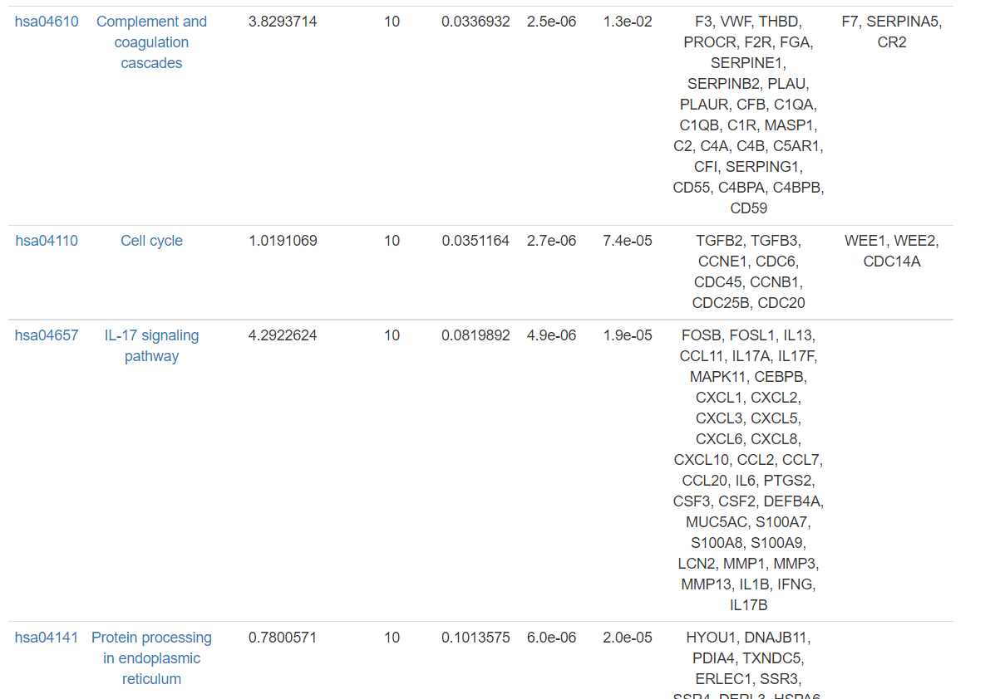 hsa04610 Complement and 3.8293714 10 0.0336932 2.5e-06 1.3e-02 F3, VWF, THBD, F7, SERPINA5,
coagulation PROCR, F2R, FGA, CR2
cascades SERPINE1,
SERPINB2, PLAU,
PLAUR, CFB, C1QA,
C1QB, C1R, MASP1,
C2, C4A, C4B, C5AR1,
CFI, SERPING1,
CD55, C4BPA, C4BPB,
CD59
hsa04110 Cell cycle 1.0191069 10 0.0351164 2.7e-06 7.4e-05 TGFB2, TGFB3, WEE1, WEE2,
CCNE1, CDC6, CDC14A
CDC45, CCNB1,
CDC25B, CDC20
hsa04657 IL-17 signaling 4.2922624 10 0.0819892 4.9e-06 1.9e-05 FOSB, FOSL1, IL13,
pathway CCL11, IL17A, IL17F,
MAPK11, CEBPB,
CXCL1, CXCL2,
CXCL3, CXCL5,
CXCL6, CXCL8,
CXCL10, CCL2, CCL7,
CCL20, IL6, PTGS2,
CSF3, CSF2, DEFB4A,
MUC5AC, S100A7,
S100A8, S100A9,
LCN2, MMP1, MMP3,
MMP13, IL1B, IFNG,
IL17B
hsa04141 Protein processing 0.7800571 10 0.1013575 6.0e-06 2.0e-05 HYOU1, DNAJB11,
in endoplasmic PDIA4, TXNDC5,
reticulum ERLEC1, SSR3,
SSR4, DERL3, HSPA6